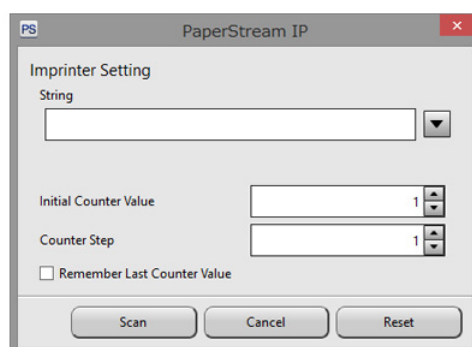 PS PaperStream IP
Imprinter Setting
String
Initial Counter Value 1
Counter Step 1
Remember Last Counter Value
Scan Cancel Reset